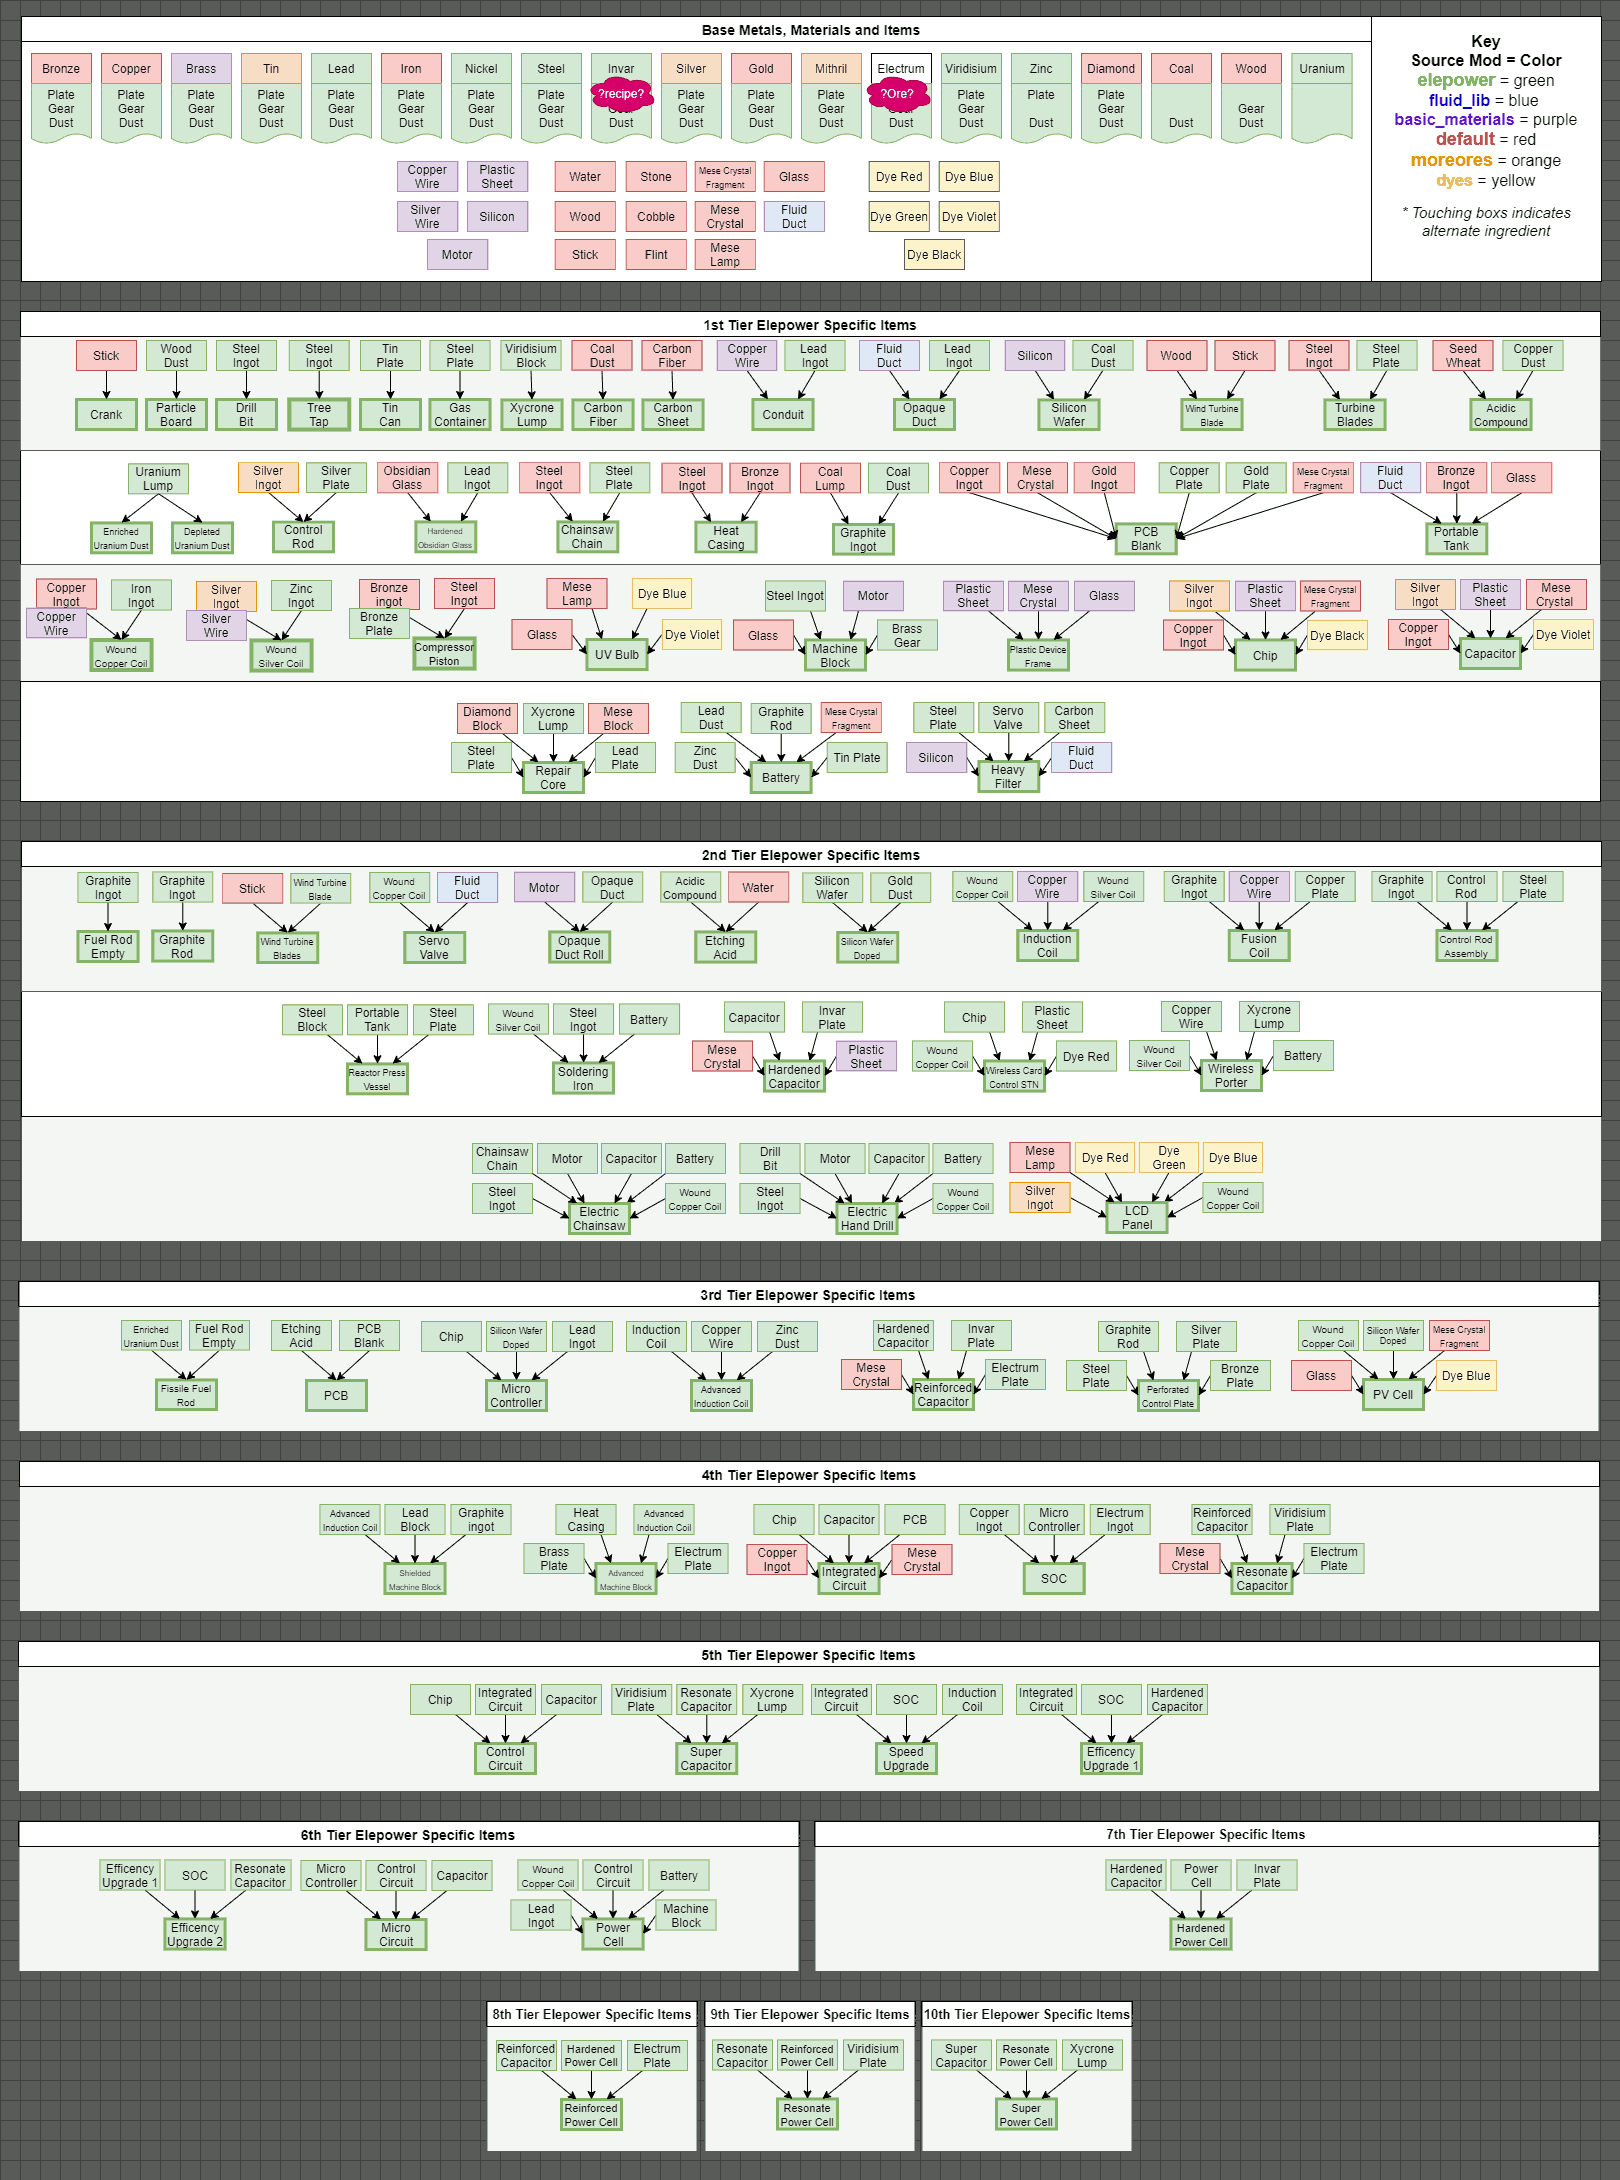 Base Metals, Materials and Items
Bronze Copper Brass Tin Lead Iron Nickel Steel Invar Silver Gold Mithril Electrum Viridisium Zinc Diamond Coal Wood Uranium
Plate Plate Plate Plate Plate Plate Plate Plate ?recipe? Plate Plate Plate ?Ore? Plate Plate Plate
Gear Gear Gear Gear Gear Gear Gear Gear Gear Gear Gear Gear Gear Gear
Dust Dust Dust Dust Dust Dust Dust Dust Dust Dust Dust Dust Dust Dust Dust Dust Dust Dust
Copper Wire
Plastic Sheet
Water
Stone
Mese Crystal Fragment
Glass
Dye Red
Dye Blue
Silver Wire
Silicon
Wood
Cobble
Mese Crystal
Fluid Duct
Dye Green
Dye Violet
Motor
Stick
Flint
Mese Lamp
Dye Black
Key
Source Mod = Color
elepower = green
fluid_lib = blue
basic_materials = purple
default = red
moreores = orange
dyes = yellow
* Touching boxs indicates
alternate ingredient
1st Tier Elepower Specific Items
Stick
Wood Dust
Steel Ingot
Steel Ingot
Tin Plate
Steel Plate
Viridisium Block
Coal Dust
Carbon Fiber
Copper Wire
Lead Ingot
Fluid Duct
Lead Ingot
Silicon
Coal Dust
Wood
Stick
Steel Ingot
Steel Plate
Seed Wheat
Copper Dust
Crank
Particle Board
Drill Bit
Tree Tap
Tin Can
Gas Container
Xycrone Lump
Carbon Fiber
Carbon Sheet
Conduit
Opaque Duct
Silicon Wafer
Wind Turbine Blade
Turbine Blades
Acidic Compound
Uranium Lump
Silver Ingot
Silver Plate
Obsidian Glass
Lead Ingot
Steel Ingot
Steel Plate
Steel Ingot
Bronze Ingot
Coal Lump
Coal Dust
Copper Ingot
Mese Crystal
Gold Ingot
Copper Plate
Gold Plate
Mese Crystal Fragment
Fluid Duct
Bronze Ingot
Glass
Enriched Uranium Dust
Depleted Uranium Dust
Control Rod
Hardened Obsidian Glass
Chainsaw Chain
Heat Casing
Graphite Ingot
PCB Blank
Portable Tank
Copper Ingot
Iron Ingot
Silver Ingot
Zinc Ingot
Bronze ingot
Steel Ingot
Mese Lamp
Dye Blue
Steel Ingot
Motor
Plastic Sheet
Mese Crystal
Glass
Silver Ingot
Plastic Sheet
Mese Crystal Fragment
Silver Ingot
Plastic Sheet
Mese Crystal
Copper Wire
Silver Wire
Bronze Plate
Glass
Dye Violet
Glass
Brass Gear
Copper Ingot
Dye Black
Copper Ingot
Dye Violet
Wound Copper Coil
Wound Silver Coil
Compressor Piston
UV Bulb
Machine Block
Plastic Device Frame
Chip
Capacitor
Diamond Block
Xycrone Lump
Mese Block
Lead Dust
Graphite Rod
Mese Crystal Fragment
Steel Plate
Servo Valve
Carbon Sheet
Steel Plate
Lead Plate
Zinc Dust
Tin Plate
Silicon
Fluid Duct
Repair Core
Battery
Heavy Filter
2nd Tier Elepower Specific Items
Graphite Ingot
Graphite Ingot
Stick
Wind Turbine Blade
Wound Copper Coil
Fluid Duct
Motor
Opaque Duct
Acidic Compound
Water
Silicon Wafer
Gold Dust
Wound Copper Coil
Copper Wire
Wound Silver Coil
Graphite Ingot
Copper Wire
Copper Plate
Graphite Ingot
Control Rod
Steel Plate
Fuel Rod Empty
Graphite Rod
Wind Turbine Blades
Servo Valve
Opaque Duct Roll
Etching Acid
Silicon Wafer Doped
Induction Coil
Fusion Coil
Control Rod Assembly
Steel Block
Portable Tank
Steel Plate
Wound Silver Coil
Steel Ingot
Battery
Capacitor
Invar Plate
Chip
Plastic Sheet
Copper Wire
Xycrone Lump
Mese Crystal
Plastic Sheet
Wound Copper Coil
Dye Red
Wound Silver Coil
Battery
Reactor Press Vessel
Soldering Iron
Hardened Capacitor
Wireless Card Control STN
Wireless Porter
Chainsaw Chain
Motor
Capacitor
Battery
Drill Bit
Motor
Capacitor
Battery
Mese Lamp
Dye Red
Dye Green
Dye Blue
Steel Ingot
Wound Copper Coil
Steel Ingot
Wound Copper Coil
Silver Ingot
Wound Copper Coil
Electric Chainsaw
Electric Hand Drill
LCD Panel
3rd Tier Elepower Specific Items
Enriched Uranium Dust
Fuel Rod Empty
Etching Acid
PCB Blank
Chip
Silicon Wafer Doped
Lead Ingot
Induction Coil
Copper Wire
Zinc Dust
Hardened Capacitor
Invar Plate
Graphite Rod
Silver Plate
Wound Copper Coil
Silicon Wafer Doped
Mese Crystal Fragment
Mese Crystal
Electrum Plate
Steel Plate
Bronze Plate
Glass
Dye Blue
Fissile Fuel Rod
PCB
Micro Controller
Advanced Induction Coil
Reinforced Capacitor
Perforated Control Plate
PV Cell
4th Tier Elepower Specific Items
Advanced Induction Coil
Lead Block
Graphite ingot
Heat Casing
Advanced Induction Coil
Chip
Capacitor
PCB
Copper Ingot
Micro Controller
Electrum Ingot
Reinforced Capacitor
Viridisium Plate
Brass Plate
Electrum Plate
Copper Ingot
Mese Crystal
Mese Crystal
Electrum Plate
Shielded Machine Block
Advanced Machine Block
Integrated Circuit
SOC
Resonate Capacitor
5th Tier Elepower Specific Items
Chip
Integrated Circuit
Capacitor
Viridisium Plate
Resonate Capacitor
Xycrone Lump
Integrated Circuit
SOC
Induction Coil
Integrated Circuit
SOC
Hardened Capacitor
Control Circuit
Super Capacitor
Speed Upgrade
Efficency Upgrade 1
6th Tier Elepower Specific Items
Efficency Upgrade 1
SOC
Resonate Capacitor
Micro Controller
Control Circuit
Capacitor
Wound Copper Coil
Control Circuit
Battery
Lead Ingot
Machine Block
Efficency Upgrade 2
Micro Circuit
Power Cell
7th Tier Elepower Specific Items
Hardened Capacitor
Power Cell
Invar Plate
Hardened Power Cell
8th Tier Elepower Specific Items
Reinforced Capacitor
Hardened Power Cell
Electrum Plate
Reinforced Power Cell
9th Tier Elepower Specific Items
Resonate Capacitor
Reinforced Power Cell
Viridisium Plate
Resonate Power Cell
10th Tier Elepower Specific Items
Super Capacitor
Resonate Power Cell
Xycrone Lump
Super Power Cell